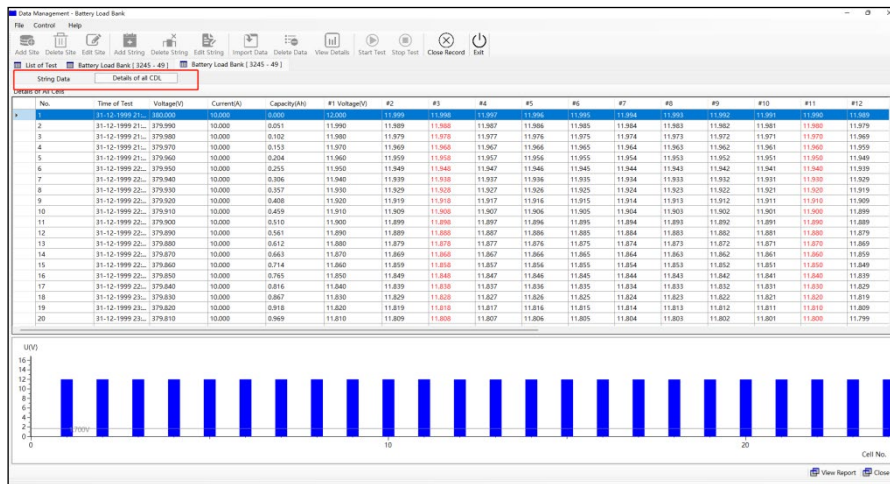 Data Management - Battery Load Bank
File Control Help
Add Site Delete Site Edit Site Add String Delete String Edit String Import Data Delete Data View Details Start Test Stop Test Close Record Exit
List of Test Battery Load Bank [ 3245 - 49 ] Battery Load Bank [ 3245 - 49 ]
String Data Details of all CDL
Details of All Cells
No. Time of Test Voltage(V) Current(A) Capacity(Ah) #1 Voltage(V) #2 #3 #4 #5 #6 #7 #8 #9 #10 #11 #12
1 31-12-1999 21:... 380.000 10.000 0.000 12.000 11.999 11.998 11.997 11.996 11.995 11.994 11.993 11.992 11.991 11.990 11.989
2 31-12-1999 21:... 379.990 10.000 0.051 11.990 11.989 11.988 11.987 11.986 11.985 11.984 11.983 11.982 11.981 11.980 11.979
3 31-12-1999 21:... 379.980 10.000 0.102 11.980 11.979 11.978 11.977 11.976 11.975 11.974 11.973 11.972 11.971 11.970 11.969
4 31-12-1999 21:... 379.970 10.000 0.153 11.970 11.969 11.968 11.967 11.966 11.965 11.964 11.963 11.962 11.961 11.960 11.959
5 31-12-1999 21:... 379.960 10.000 0.204 11.960 11.959 11.958 11.957 11.956 11.955 11.954 11.953 11.952 11.951 11.950 11.949
6 31-12-1999 22:... 379.950 10.000 0.255 11.950 11.949 11.948 11.947 11.946 11.945 11.944 11.943 11.942 11.941 11.940 11.939
7 31-12-1999 22:... 379.940 10.000 0.306 11.940 11.939 11.938 11.937 11.936 11.935 11.934 11.933 11.932 11.931 11.930 11.929
8 31-12-1999 22:... 379.930 10.000 0.357 11.930 11.929 11.928 11.927 11.926 11.925 11.924 11.923 11.922 11.921 11.920 11.919
9 31-12-1999 22:... 379.920 10.000 0.408 11.920 11.919 11.918 11.917 11.916 11.915 11.914 11.913 11.912 11.911 11.910 11.909
10 31-12-1999 22:... 379.910 10.000 0.459 11.910 11.909 11.908 11.907 11.906 11.905 11.904 11.903 11.902 11.901 11.900 11.899
11 31-12-1999 22:... 379.900 10.000 0.510 11.900 11.899 11.898 11.897 11.896 11.895 11.894 11.893 11.892 11.891 11.890 11.889
12 31-12-1999 22:... 379.890 10.000 0.561 11.890 11.889 11.888 11.887 11.886 11.885 11.884 11.883 11.882 11.881 11.880 11.879
13 31-12-1999 22:... 379.880 10.000 0.612 11.880 11.879 11.878 11.877 11.876 11.875 11.874 11.873 11.872 11.871 11.870 11.869
14 31-12-1999 22:... 379.870 10.000 0.663 11.870 11.869 11.868 11.867 11.866 11.865 11.864 11.863 11.862 11.861 11.860 11.859
15 31-12-1999 22:... 379.860 10.000 0.714 11.860 11.859 11.858 11.857 11.856 11.855 11.854 11.853 11.852 11.851 11.850 11.849
16 31-12-1999 22:... 379.850 10.000 0.765 11.850 11.849 11.848 11.847 11.846 11.845 11.844 11.843 11.842 11.841 11.840 11.839
17 31-12-1999 22:... 379.840 10.000 0.816 11.840 11.839 11.838 11.837 11.836 11.835 11.834 11.833 11.832 11.831 11.830 11.829
18 31-12-1999 23:... 379.830 10.000 0.867 11.830 11.829 11.828 11.827 11.826 11.825 11.824 11.823 11.822 11.821 11.820 11.819
19 31-12-1999 23:... 379.820 10.000 0.918 11.820 11.819 11.818 11.817 11.816 11.815 11.814 11.813 11.812 11.811 11.810 11.809
20 31-12-1999 23:... 379.810 10.000 0.969 11.810 11.809 11.808 11.807 11.806 11.805 11.804 11.803 11.802 11.801 11.800 11.799
U(V)
16
14
12
10
8
6
4
2
0
0 10 20
Cell No.
View Report Close